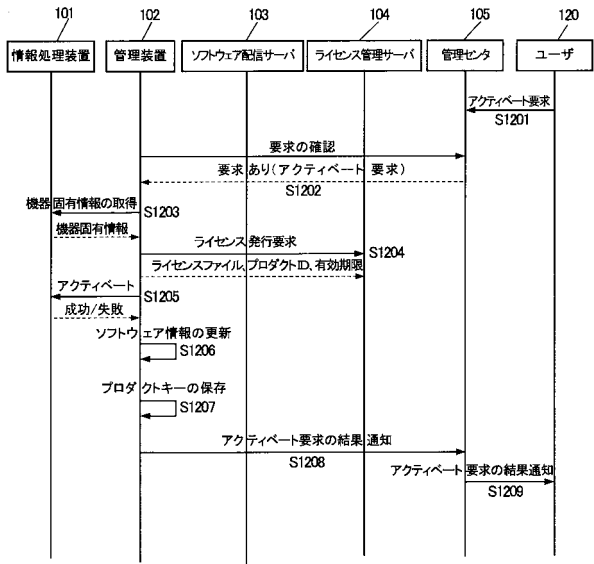 101 102 103 104 105 120
情報処理装置 管理装置 ソフトウェア配信サーバ ライセンス管理サーバ 管理センタ ユーザ
アクティベート要求
S1201
要求の確認
要求あり(アクティベート要求)
S1202
機器固有情報の取得
S1203
機器固有情報
ライセンス発行要求
S1204
ライセンスファイル、プロダクトID、有効期限
アクティベート
S1205
成功/失敗
ソフトウェア情報の更新
S1206
プロダクトキーの保存
S1207
アクティベート要求の結果通知
S1208
アクティベート要求の結果通知
S1209